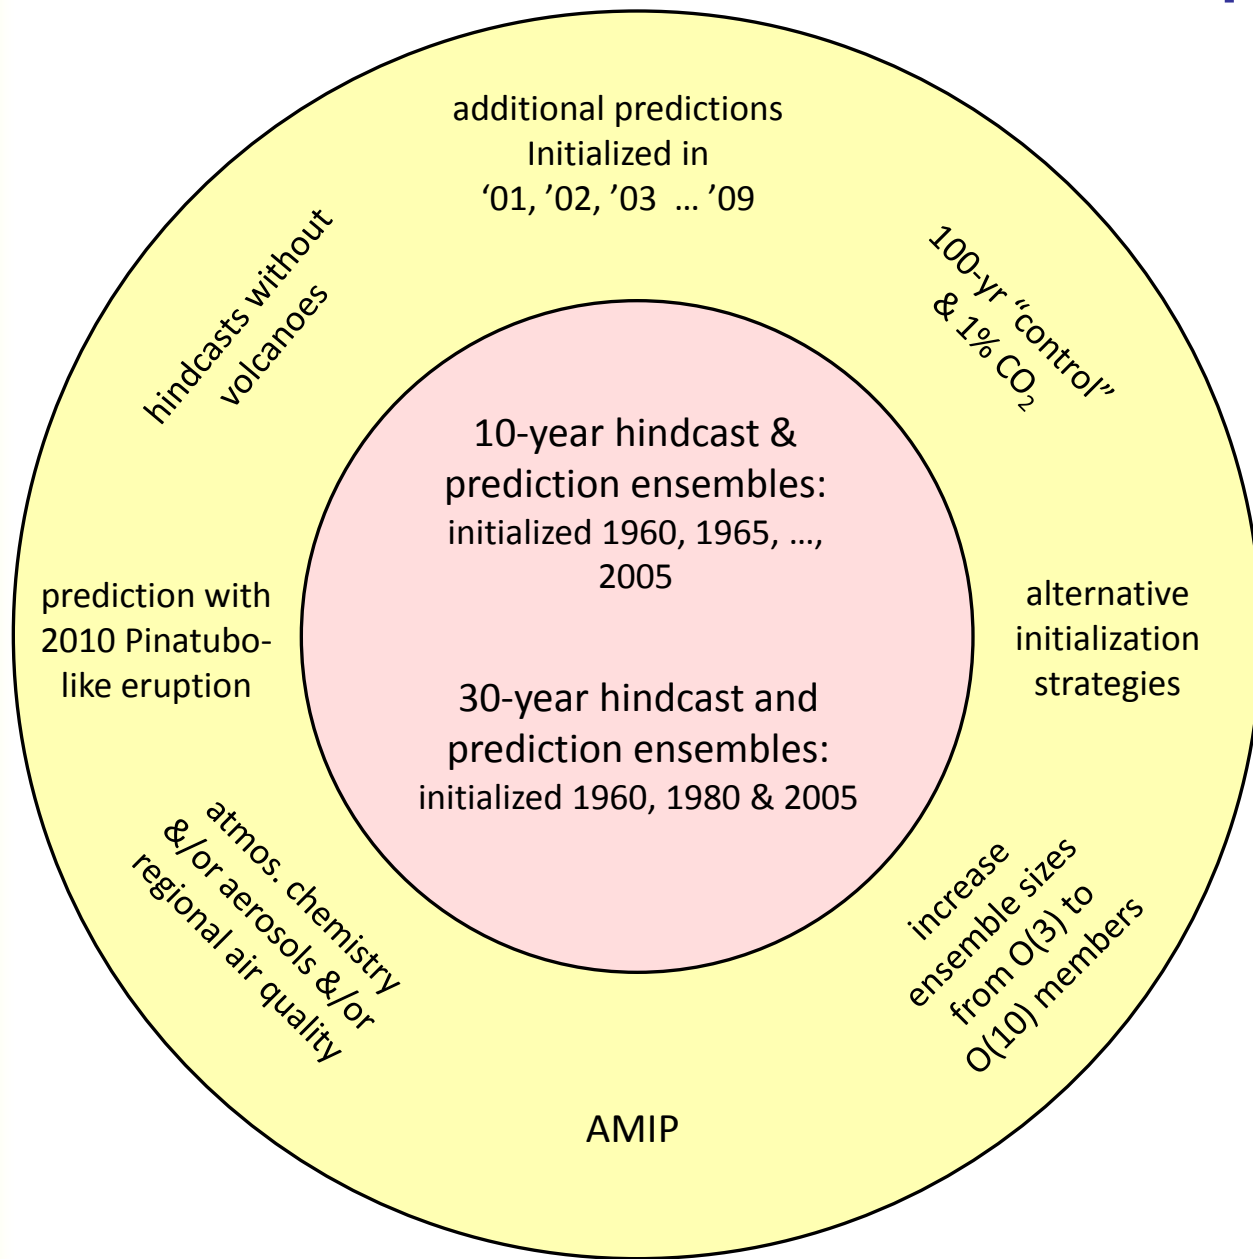 additional predictions
Initialized in
‘01, ’02, ’03 … ’09
hindcasts without
volcanoes
100-yr “control”
& 1% CO₂
10-year hindcast &
prediction ensembles:
initialized 1960, 1965, …,
2005
prediction with
2010 Pinatubo-
like eruption
alternative
initialization
strategies
30-year hindcast and
prediction ensembles:
initialized 1960, 1980 & 2005
atmos. chemistry
&/or aerosols &/or
regional air quality
increase
ensemble sizes
from O(3) to
O(10) members
AMIP